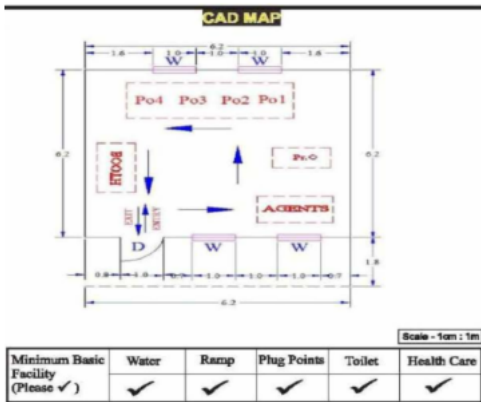 CAD MAP
6.2
1.6 1.0 1.0 1.0 1.6
W W
Po4 Po3 Po2 Po1
6.2
BOOTH
Pr.O
6.2
EXIT
ENTRY
AGENTS
D W W
1.8
0.8 1.0 0.7 1.0 1.0 1.0 0.7
6.2
Scale - 1cm : 1m
Minimum Basic Facility (Please ✓) Water Ramp Plug Points Toilet Health Care
✓ ✓ ✓ ✓ ✓